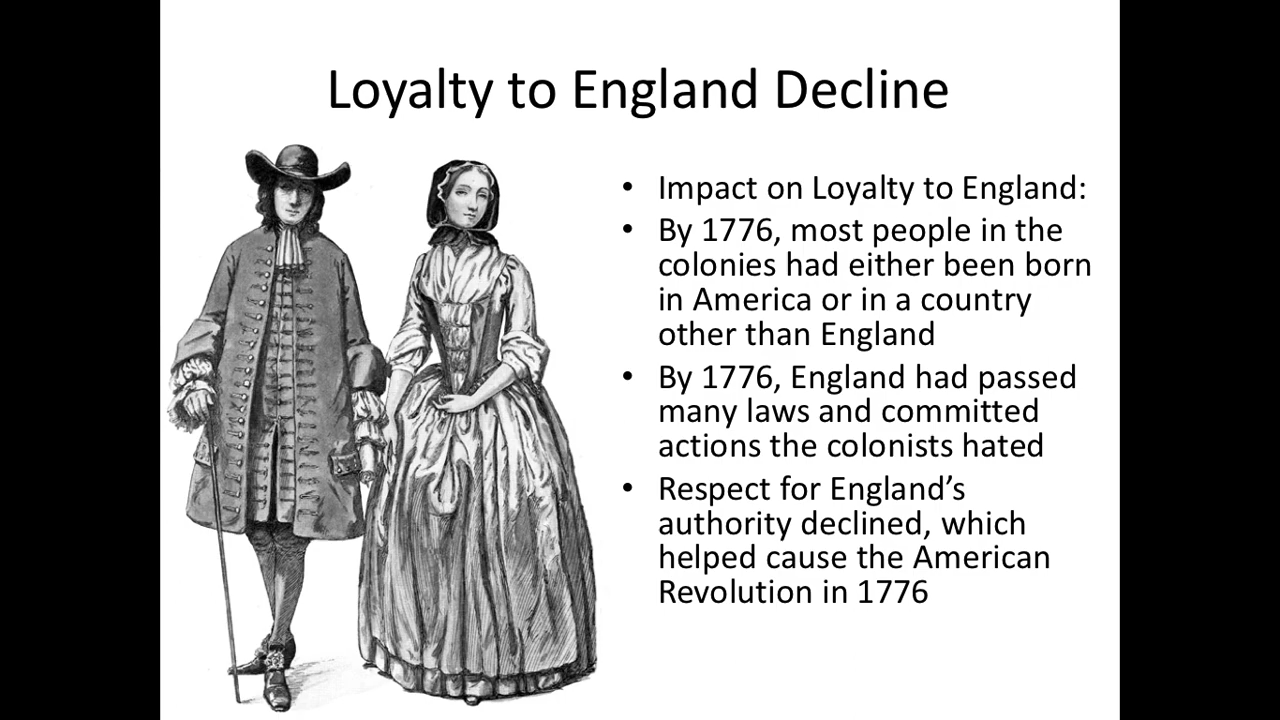 Loyalty to England Decline
• Impact on Loyalty to England:
• By 1776, most people in the
colonies had either been born
in America or in a country
other than England
• By 1776, England had passed
many laws and committed
actions the colonists hated
• Respect for England’s
authority declined, which
helped cause the American
Revolution in 1776